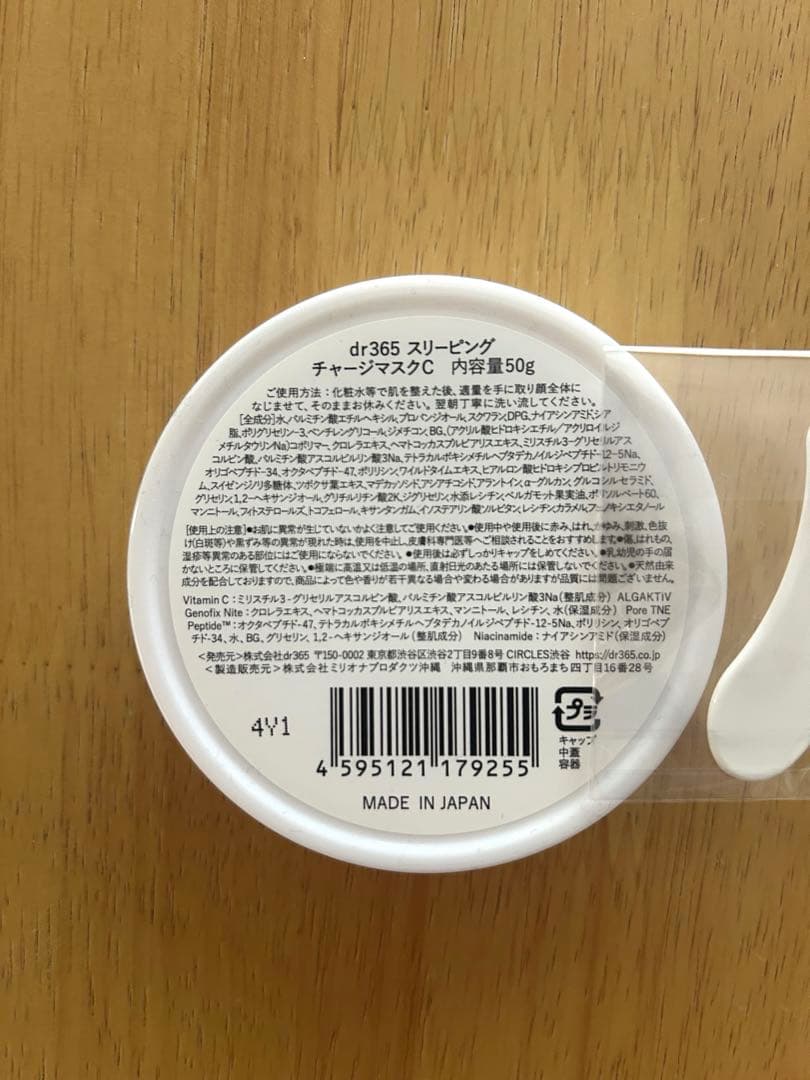 dr365 スリーピング
チャージマスクC 内容量50g
ご使用方法：化粧水等で肌を整えた後、適量を手に取り顔全体に
なじませて、そのままお休みください。翌朝丁寧に洗い流してください。
[全成分]水、パルミチン酸エチルヘキシル、プロパンジオール、スクワラン、DPG、ナイアシンアミド、シア
脂、ポリグリセリン-3、ペンチレングリコール、ジメチコン、BG、(アクリル酸ヒドロキシエチル/アクリロイルジ
メチルタウリンNa)コポリマー、クロレラエキス、ヘマトコッカスプルビアリスエキス、ミリスチル3-グリセリルアス
コルビン酸、パルミチン酸アスコルビルリン酸3Na、テトラカルボキシメチルヘプタデカノイルジペプチド-12-5Na、
オリゴペプチド-34、オクタペプチド-47、ポリリシン、ワイルドタイムエキス、ヒアルロン酸ヒドロキシプロピルトリモニウ
ム、スイゼンジノリ多糖体、ツボクサ葉エキス、マデカッソシド、アシアチコシド、アラントイン、α-グルカン、グルコシルセラミド、
グリセリン、1,2-ヘキサンジオール、グリチルリチン酸2K、ジグリセリン、水添レシチン、ベルガモット果実油、ポリソルベート60、
マンニトール、フィトステロールズ、トコフェロール、キサンタンガム、イソステアリン酸ソルビタン、レシチン、カラメル、フェノキシエタノール
[使用上の注意]●お肌に異常が生じていないかよく注意してご使用ください。●使用中や使用後に赤み、はれ、かゆみ、刺激、色抜
け(白斑等)や黒ずみ等の異常が現れた時は、使用を中止し、皮膚科専門医等へご相談されることをおすすめします。●傷、はれもの、
湿疹等異常のある部位にはご使用にならないでください。●使用後は必ずしっかりキャップをしめてください。●乳幼児の手の届
かないところに保管してください。●極端に高温又は低温の場所、直射日光のあたる場所には保管しないでください。●天然由来
成分を配合しておりますので、商品によって色や香りが若干異なる場合や変わる場合がありますが品質には問題ございません。
Vitamin C：ミリスチル3-グリセリルアスコルビン酸、パルミチン酸アスコルビルリン酸3Na(整肌成分) ALGAKTiV
Genofix Nite：クロレラエキス、ヘマトコッカスプルビアリスエキス、マンニトール、レシチン、水(保湿成分) Pore TNE
Peptide™：オクタペプチド-47、テトラカルボキシメチルヘプタデカノイルジペプチド-12-5Na、ポリリシン、オリゴペプ
チド-34、水、BG、グリセリン、1,2-ヘキサンジオール(整肌成分) Niacinamide：ナイアシンアミド(保湿成分)
<発売元>株式会社dr365 〒150-0002 東京都渋谷区渋谷2丁目9番8号 CIRCLES渋谷 https://dr365.co.jp
<製造販売元>株式会社ミリオナプロダクツ沖縄 沖縄県那覇市おもろまち四丁目16番28号
4Y1
プラ
キャップ
中蓋
容器
4 595121 179255
MADE IN JAPAN